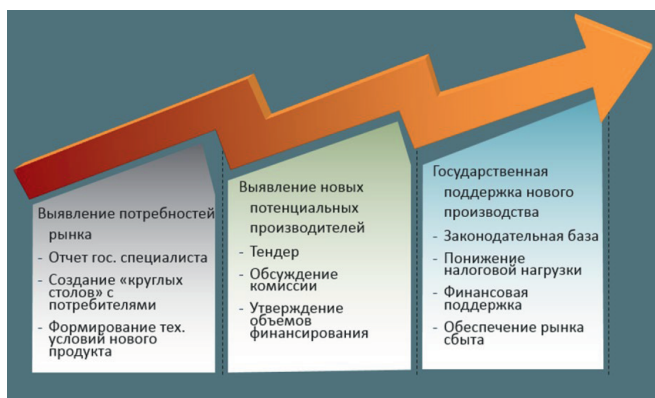 Выявление потребностей
рынка
- Отчет гос. специалиста
- Создание «круглых
столов» с
потребителями
- Формирование тех.
условий нового
продукта
Выявление новых
потенциальных
производителей
- Тендер
- Обсуждение
комиссии
- Утверждение
объемов
финансирования
Государственная
поддержка нового
производства
- Законодательная база
- Понижение
налоговой нагрузки
- Финансовая
поддержка
- Обеспечение рынка
сбыта